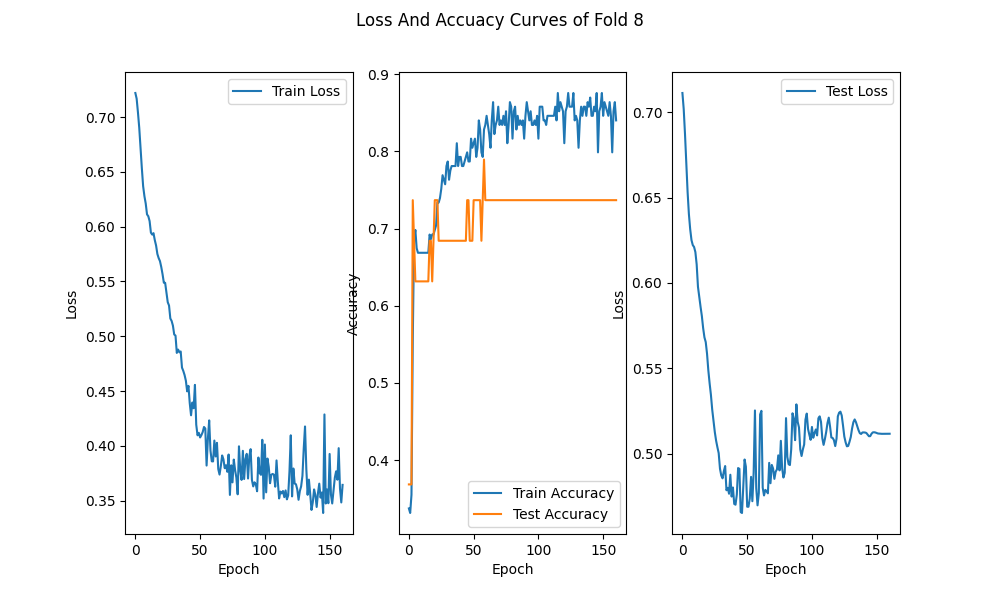 Loss And Accuacy Curves of Fold 8
Train Loss
0.70
0.65
0.60
0.55
0.50
0.45
0.40
0.35
Loss
0
50
100
150
Epoch
0.9
0.8
0.7
0.6
0.5
0.4
Accuracy
Train Accuracy
Test Accuracy
0
50
100
150
Epoch
Test Loss
0.70
0.65
0.60
0.55
0.50
Loss
0
50
100
150
Epoch